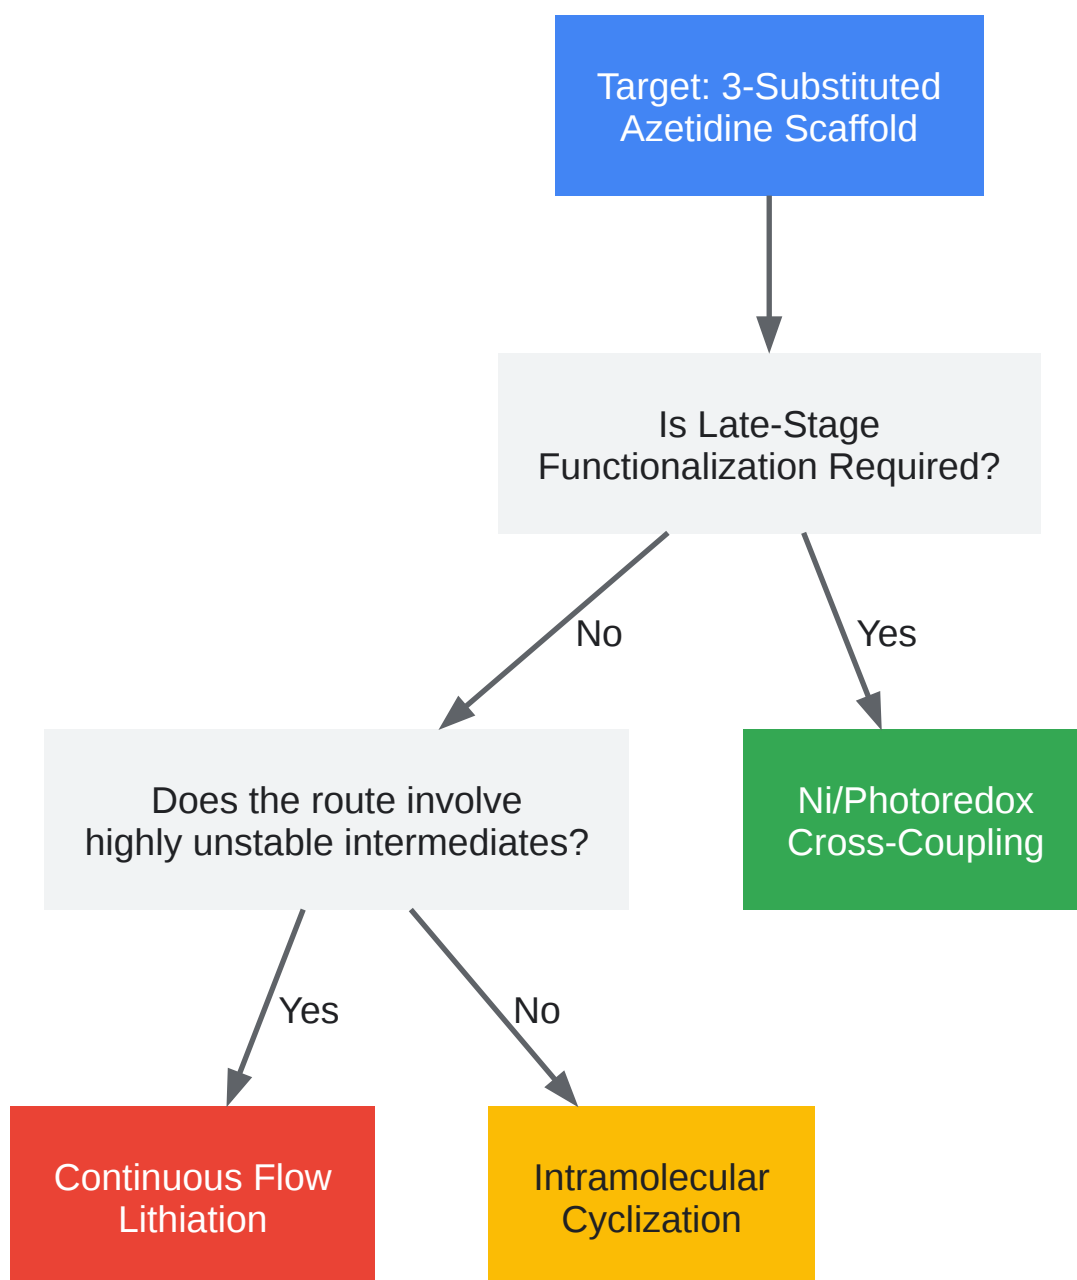 Target: 3-Substituted
Azetidine Scaffold
Is Late-Stage
Functionalization Required?
No
Yes
Does the route involve
highly unstable intermediates?
Ni/Photoredox
Cross-Coupling
Yes
No
Continuous Flow
Lithiation
Intramolecular
Cyclization